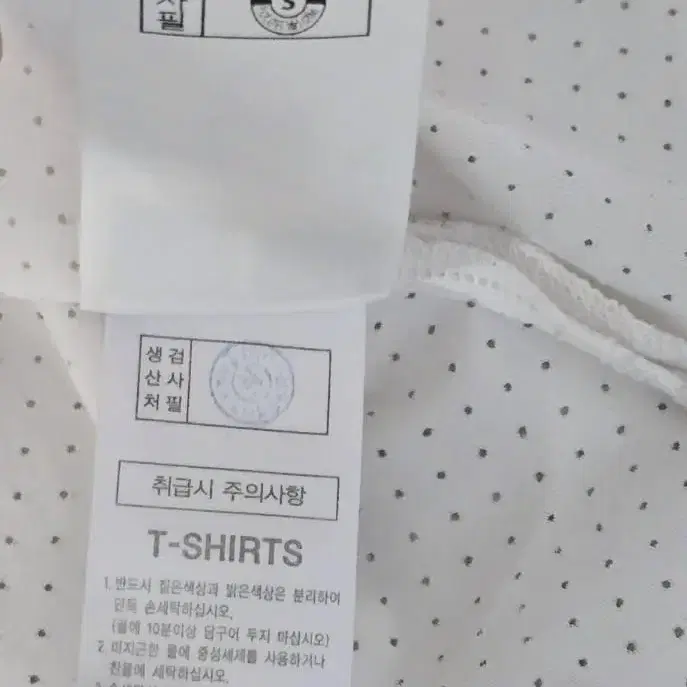 필
S
생 검
산 사
처 필
취급시 주의사항
T-SHIRTS
1. 반드시 짙은색상과 밝은색상은 분리하여
단독 손세탁하십시오.
(물에 10분이상 담구어 두지 마십시오)
2. 미지근한 물에 중성세제를 사용하거나
찬물에 세탁하십시오.